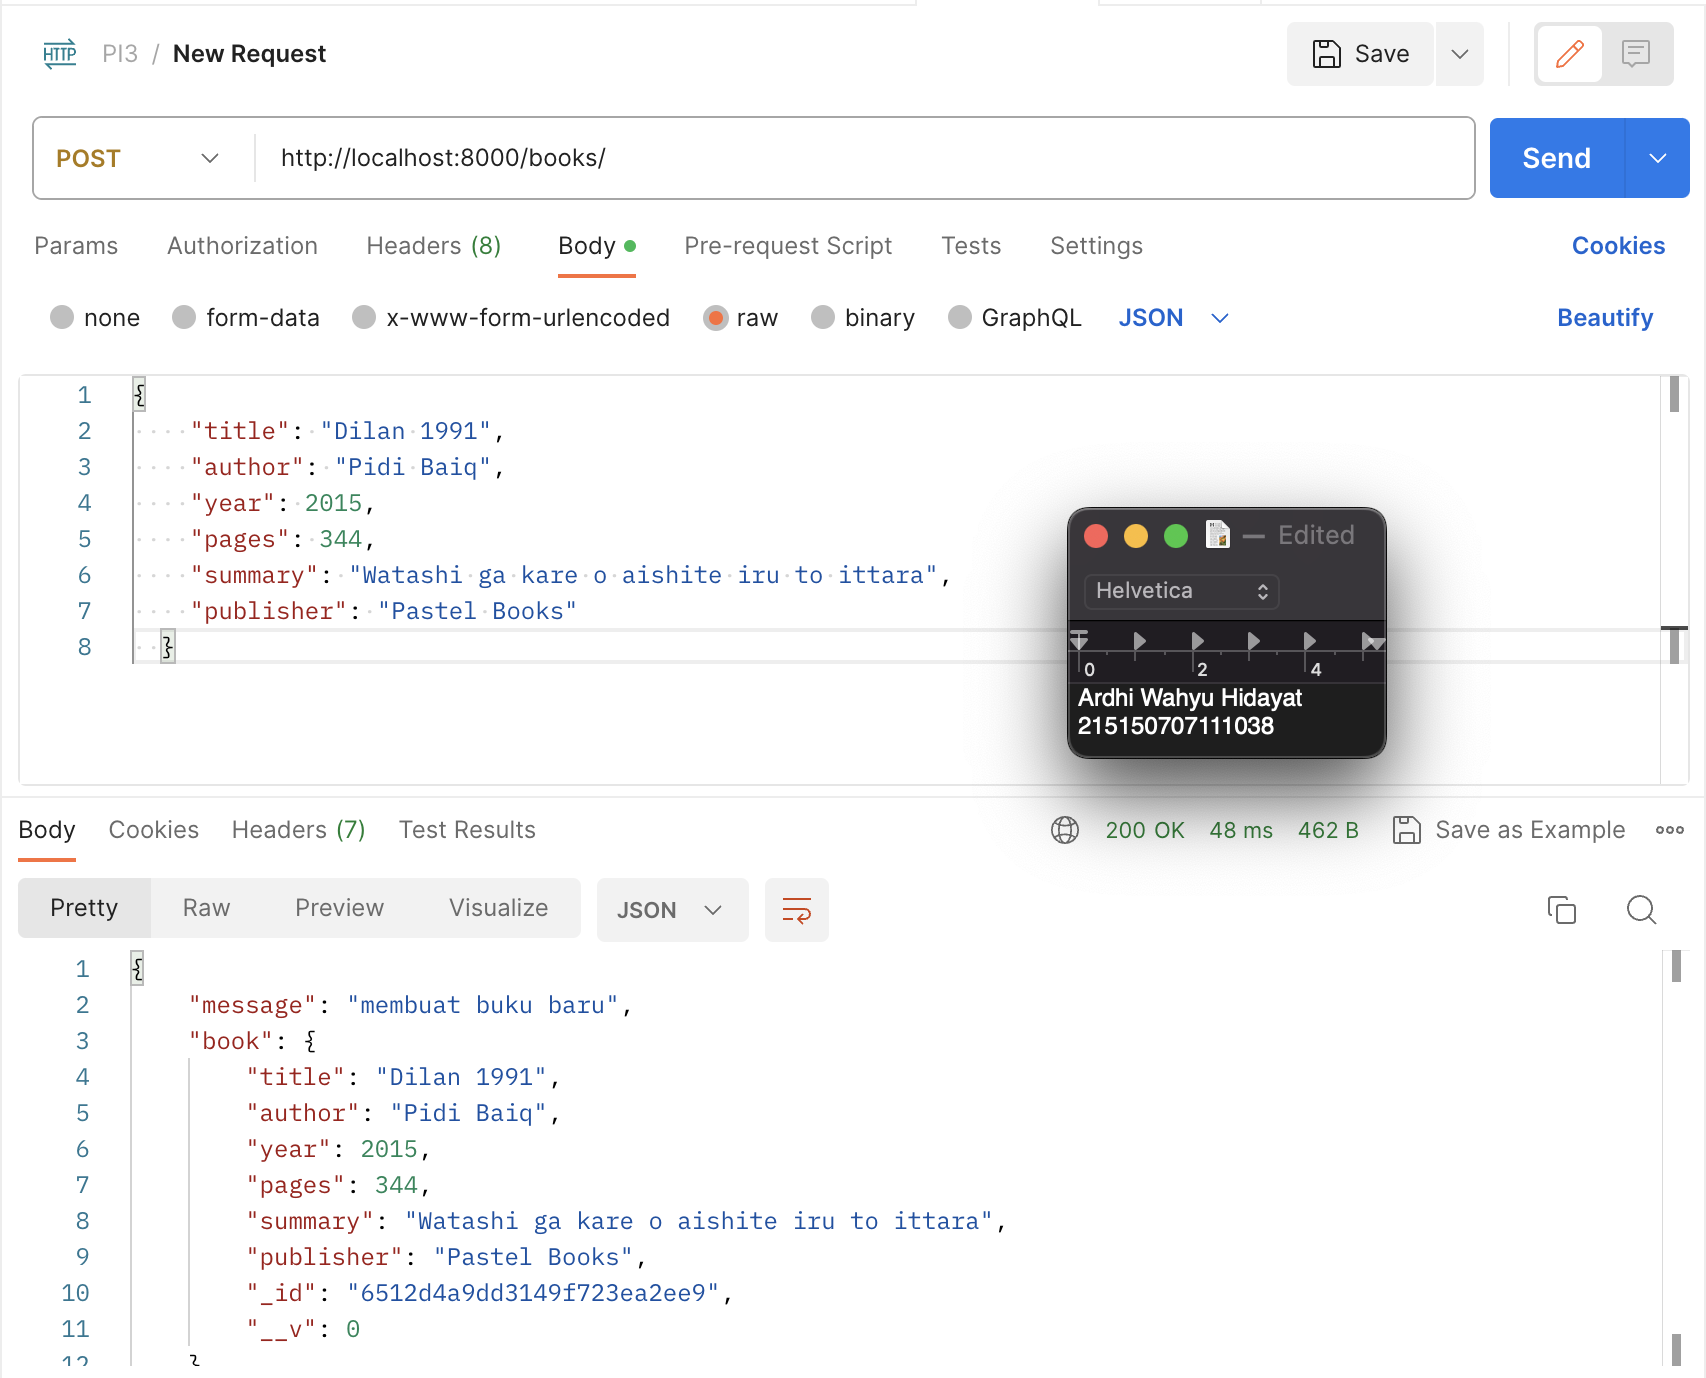 HTTP PI3 / New Request Save
POST http://localhost:8000/books/ Send
Params Authorization Headers (8) Body Pre-request Script Tests Settings Cookies
none form-data x-www-form-urlencoded raw binary GraphQL JSON Beautify
1 {
2 "title": "Dilan 1991",
3 "author": "Pidi Baiq",
4 "year": 2015,
5 "pages": 344,
6 "summary": "Watashi ga kare o aishite iru to ittara",
7 "publisher": "Pastel Books"
8 }
— Edited
Helvetica
0 2 4
Ardhi Wahyu Hidayat
215150707111038
Body Cookies Headers (7) Test Results 200 OK 48 ms 462 B Save as Example
Pretty Raw Preview Visualize JSON
1 {
2 "message": "membuat buku baru",
3 "book": {
4 "title": "Dilan 1991",
5 "author": "Pidi Baiq",
6 "year": 2015,
7 "pages": 344,
8 "summary": "Watashi ga kare o aishite iru to ittara",
9 "publisher": "Pastel Books",
10 "_id": "6512d4a9dd3149f723ea2ee9",
11 "__v": 0
12 }